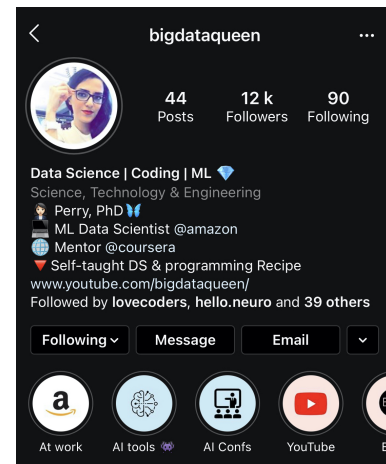 bigdataqueen
44 12 k 90
Posts Followers Following
Data Science | Coding | ML 💎
Science, Technology & Engineering
👩🏻‍💼 Perry, PhD 🦋
💻 ML Data Scientist @amazon
🌐 Mentor @coursera
🔻 Self-taught DS & programming Recipe
www.youtube.com/bigdataqueen/
Followed by lovecoders, hello.neuro and 39 others
Following Message Email
a
At work AI tools 👾 AI Confs YouTube